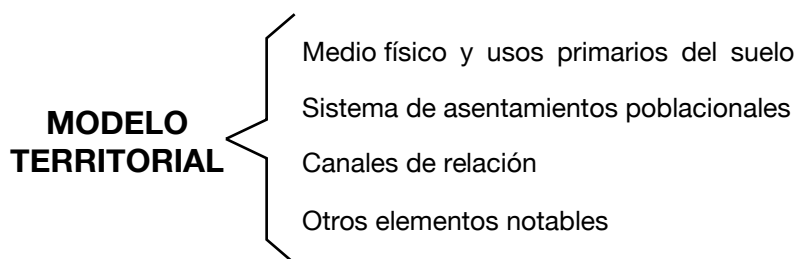 MODELO
TERRITORIAL
Medio físico y usos primarios del suelo
Sistema de asentamientos poblacionales
Canales de relación
Otros elementos notables